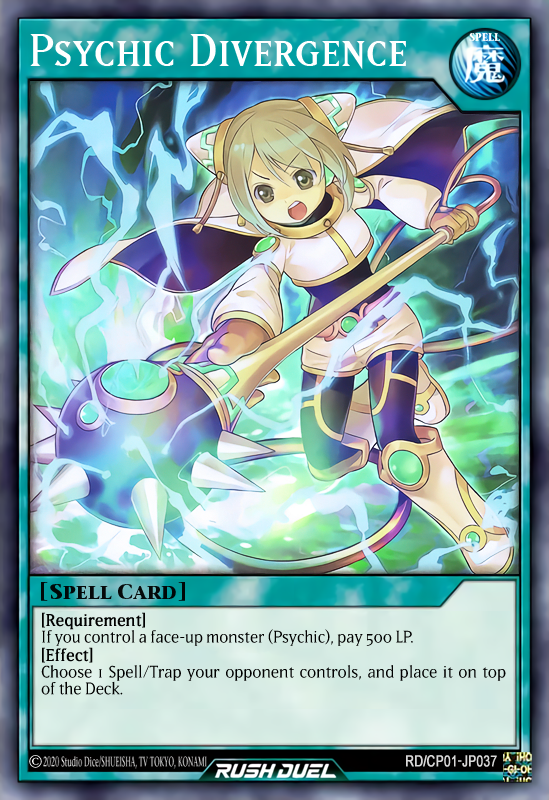 Psychic Divergence
SPELL
魔
[Spell Card]
[Requirement]
If you control a face-up monster (Psychic), pay 500 LP.
[Effect]
Choose 1 Spell/Trap your opponent controls, and place it on top
of the Deck.
©2020 Studio Dice/SHUEISHA, TV TOKYO, KONAMI
RUSH DUEL
RD/CP01-JP037